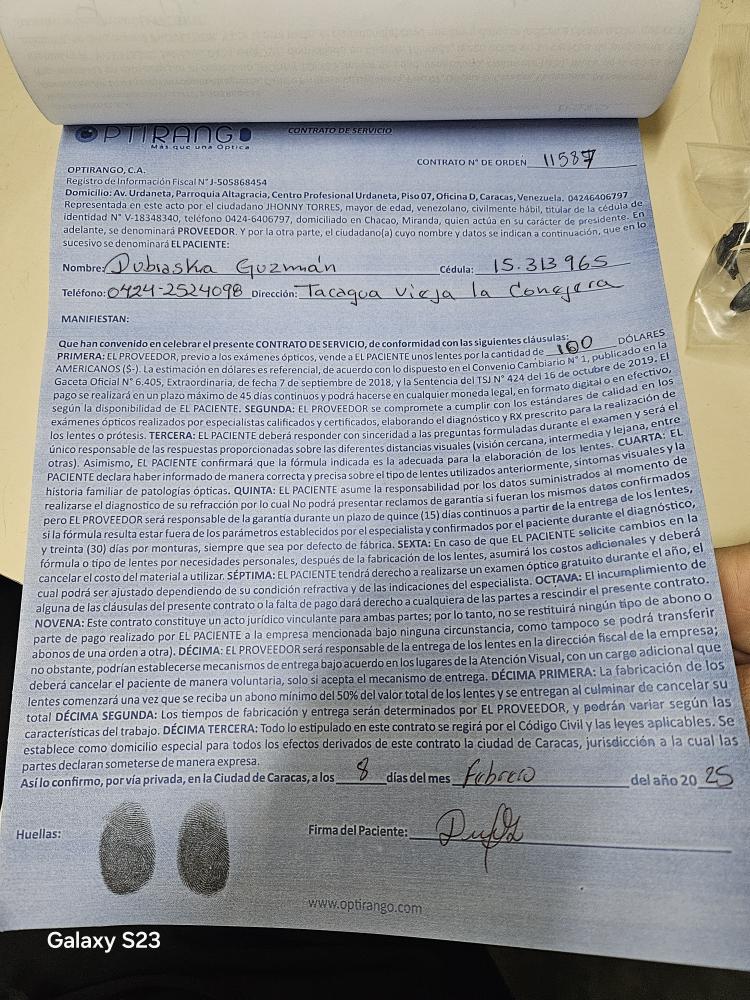 OPTIRANGO
Más que una Optica
CONTRATO DE SERVICIO
CONTRATO N° DE ORDEN 11587
OPTIRANGO, C.A.
Registro de Información Fiscal N° J-505868454
Domicilio: Av. Urdaneta, Parroquia Altagracia, Centro Profesional Urdaneta, Piso 07, Oficina D, Caracas, Venezuela. 04246406797
Representada en este acto por el ciudadano JHONNY TORRES, mayor de edad, venezolano, civilmente hábil, titular de la cédula de
identidad N° V-18348340, teléfono 0424-6406797, domiciliado en Chacao, Miranda, quien actúa en su carácter de presidente. En
adelante, se denominará PROVEEDOR. Y por la otra parte, el ciudadano(a) cuyo nombre y datos se indican a continuación, que en lo
sucesivo se denominará EL PACIENTE:
Nombre: Dubraska Guzmán Cédula: 15.313965
Teléfono: 0424-2524098 Dirección: Tacagua vieja la Conejera
MANIFIESTAN:
Que han convenido en celebrar el presente CONTRATO DE SERVICIO, de conformidad con las siguientes cláusulas:
PRIMERA: EL PROVEEDOR, previo a los exámenes ópticos, vende a EL PACIENTE unos lentes por la cantidad de 100 DÓLARES
AMERICANOS ($-). La estimación en dólares es referencial, de acuerdo con lo dispuesto en el Convenio Cambiario N° 1, publicado en la
Gaceta Oficial N° 6.405, Extraordinaria, de fecha 7 de septiembre de 2018, y la Sentencia del TSJ N° 424 del 16 de octubre de 2019. El
pago se realizará en un plazo máximo de 45 días continuos y podrá hacerse en cualquier moneda legal, en formato digital o en efectivo,
según la disponibilidad de EL PACIENTE. SEGUNDA: EL PROVEEDOR se compromete a cumplir con los estándares de calidad en los
exámenes ópticos realizados por especialistas calificados y certificados, elaborando el diagnóstico y RX prescrito para la realización de
los lentes o prótesis. TERCERA: EL PACIENTE deberá responder con sinceridad a las preguntas formuladas durante el examen y será el
único responsable de las respuestas proporcionadas sobre las diferentes distancias visuales (visión cercana, intermedia y lejana, entre
otras). Asimismo, EL PACIENTE confirmará que la fórmula indicada es la adecuada para la elaboración de los lentes. CUARTA: EL
PACIENTE declara haber informado de manera correcta y precisa sobre el tipo de lentes utilizados anteriormente, síntomas visuales y la
historia familiar de patologías ópticas. QUINTA: EL PACIENTE asume la responsabilidad por los datos suministrados al momento de
realizarse el diagnostico de su refracción por lo cual No podrá presentar reclamos de garantía si fueran los mismos datos confirmados
pero EL PROVEEDOR será responsable de la garantía durante un plazo de quince (15) días continuos a partir de la entrega de los lentes,
si la fórmula resulta estar fuera de los parámetros establecidos por el especialista y confirmados por el paciente durante el diagnóstico,
y treinta (30) días por monturas, siempre que sea por defecto de fábrica. SEXTA: En caso de que EL PACIENTE solicite cambios en la
fórmula o tipo de lentes por necesidades personales, después de la fabricación de los lentes, asumirá los costos adicionales y deberá
cancelar el costo del material a utilizar. SÉPTIMA: EL PACIENTE tendrá derecho a realizarse un examen óptico gratuito durante el año, el
cual podrá ser ajustado dependiendo de su condición refractiva y de las indicaciones del especialista. OCTAVA: El incumplimiento de
alguna de las cláusulas del presente contrato o la falta de pago dará derecho a cualquiera de las partes a rescindir el presente contrato.
NOVENA: Este contrato constituye un acto jurídico vinculante para ambas partes; por lo tanto, no se restituirá ningún tipo de abono o
parte de pago realizado por EL PACIENTE a la empresa mencionada bajo ninguna circunstancia, como tampoco se podrá transferir
abonos de una orden a otra). DÉCIMA: EL PROVEEDOR será responsable de la entrega de los lentes en la dirección fiscal de la empresa;
no obstante, podrían establecerse mecanismos de entrega bajo acuerdo en los lugares de la Atención Visual, con un cargo adicional que
deberá cancelar el paciente de manera voluntaria, solo si acepta el mecanismo de entrega. DÉCIMA PRIMERA: La fabricación de los
lentes comenzará una vez que se reciba un abono mínimo del 50% del valor total de los lentes y se entregan al culminar de cancelar su
total DÉCIMA SEGUNDA: Los tiempos de fabricación y entrega serán determinados por EL PROVEEDOR, y podrán variar según las
características del trabajo. DÉCIMA TERCERA: Todo lo estipulado en este contrato se regirá por el Código Civil y las leyes aplicables. Se
establece como domicilio especial para todos los efectos derivados de este contrato la ciudad de Caracas, jurisdicción a la cual las
partes declaran someterse de manera expresa.
Así lo confirmo, por vía privada, en la Ciudad de Caracas, a los 8 días del mes Febrero del año 20 25
Huellas:
Firma del Paciente:
www.optirango.com
Galaxy S23